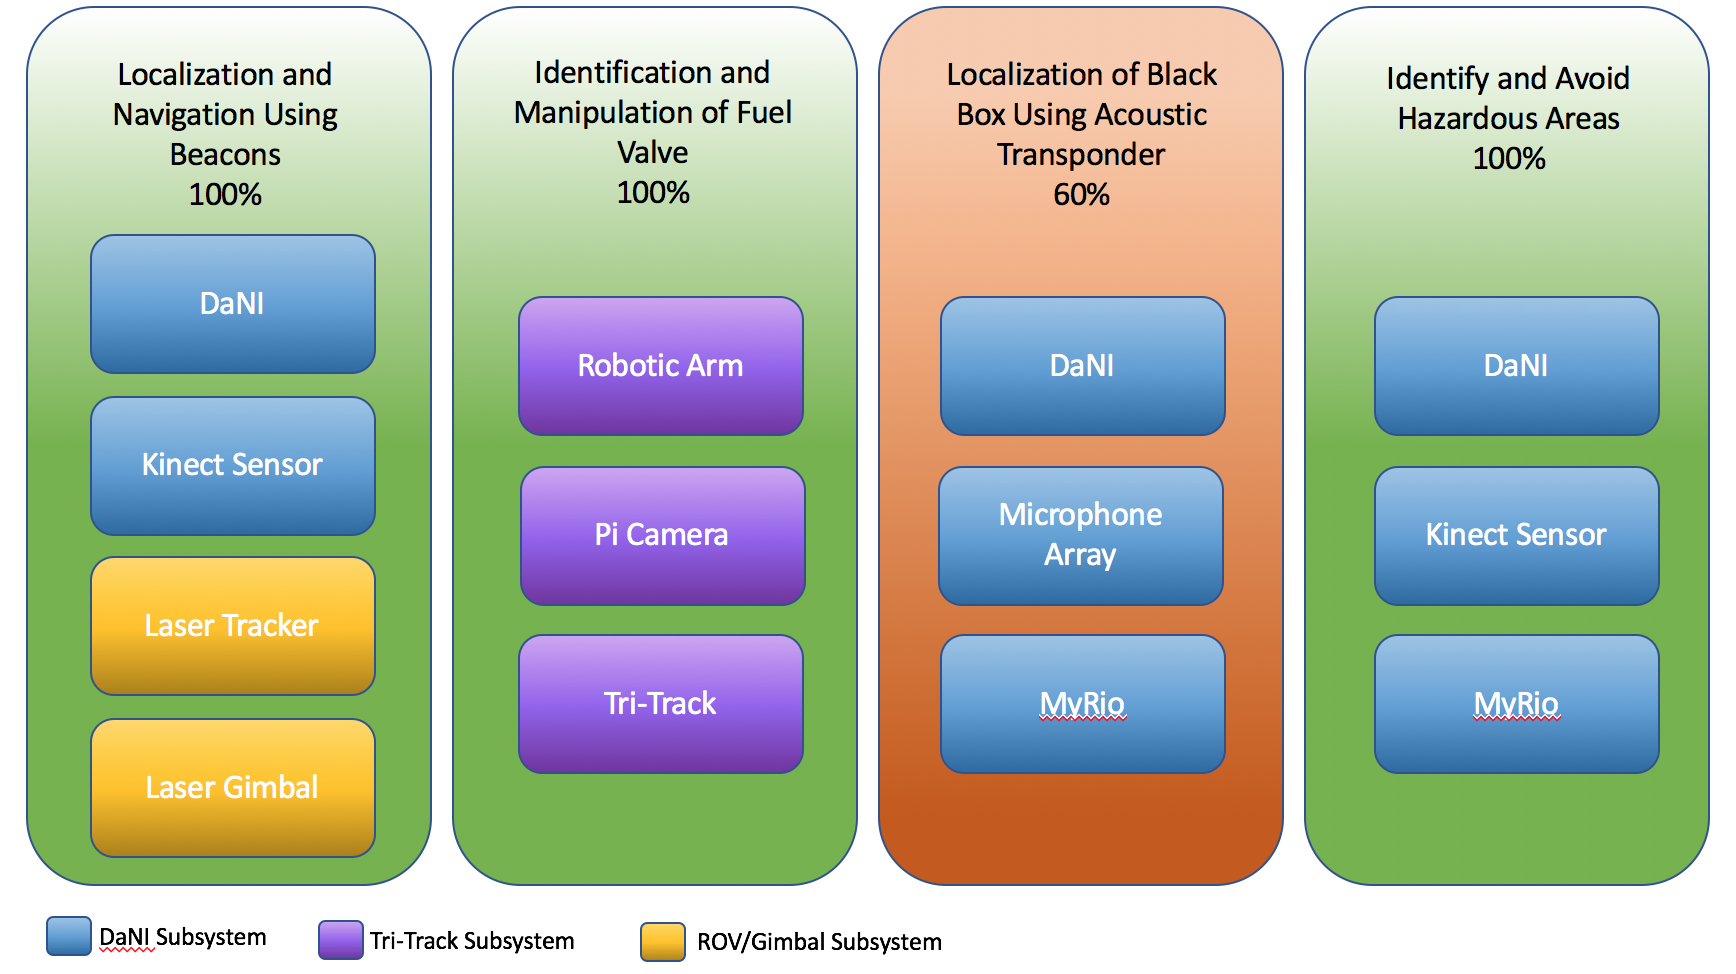 Localization and
Navigation Using
Beacons
100%
DaNI
Kinect Sensor
Laser Tracker
Laser Gimbal
Identification and
Manipulation of Fuel
Valve
100%
Robotic Arm
Pi Camera
Tri-Track
Localization of Black
Box Using Acoustic
Transponder
60%
DaNI
Microphone
Array
MyRio
Identify and Avoid
Hazardous Areas
100%
DaNI
Kinect Sensor
MyRio
DaNI Subsystem
Tri-Track Subsystem
ROV/Gimbal Subsystem